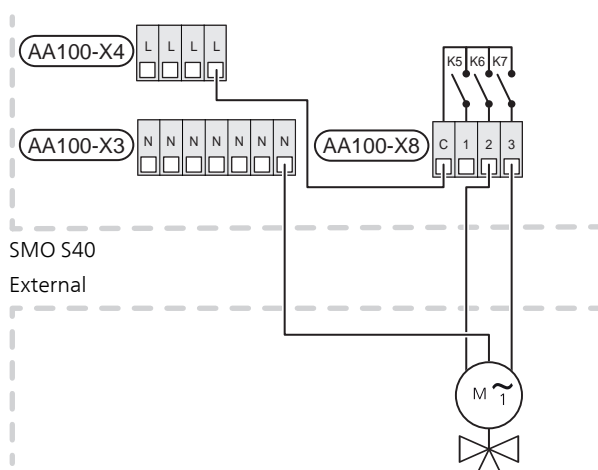 AA100-X4 L L L L
K5 K6 K7
AA100-X3 N N N N N N N
AA100-X8 C 1 2 3
SMO S40
External
M ~ 1